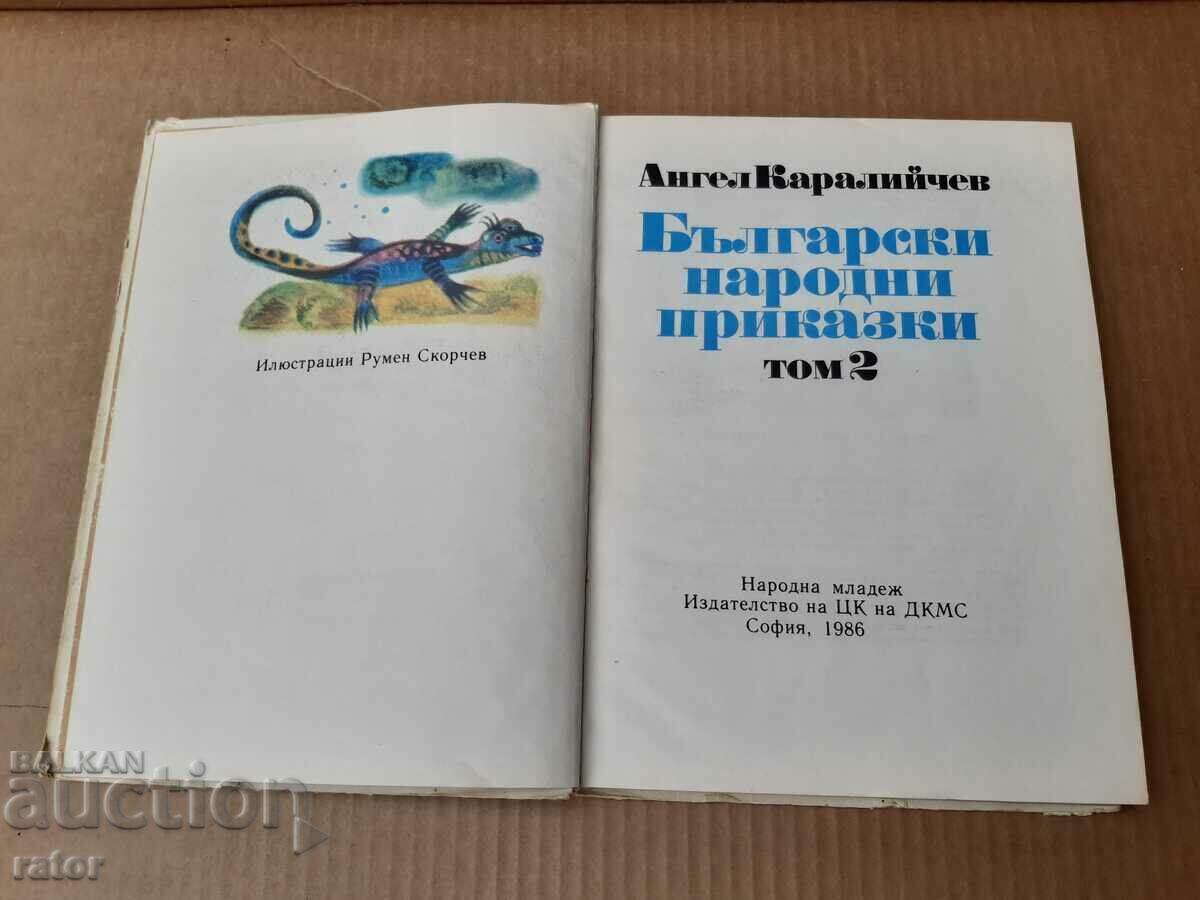 Илюстрации Румен Скорчев
Ангел Каралийчев
Български
народни
приказки
том 2
Народна младеж
Издателство на ЦК на ДКМС
София, 1986
BALKAN
auction
rator